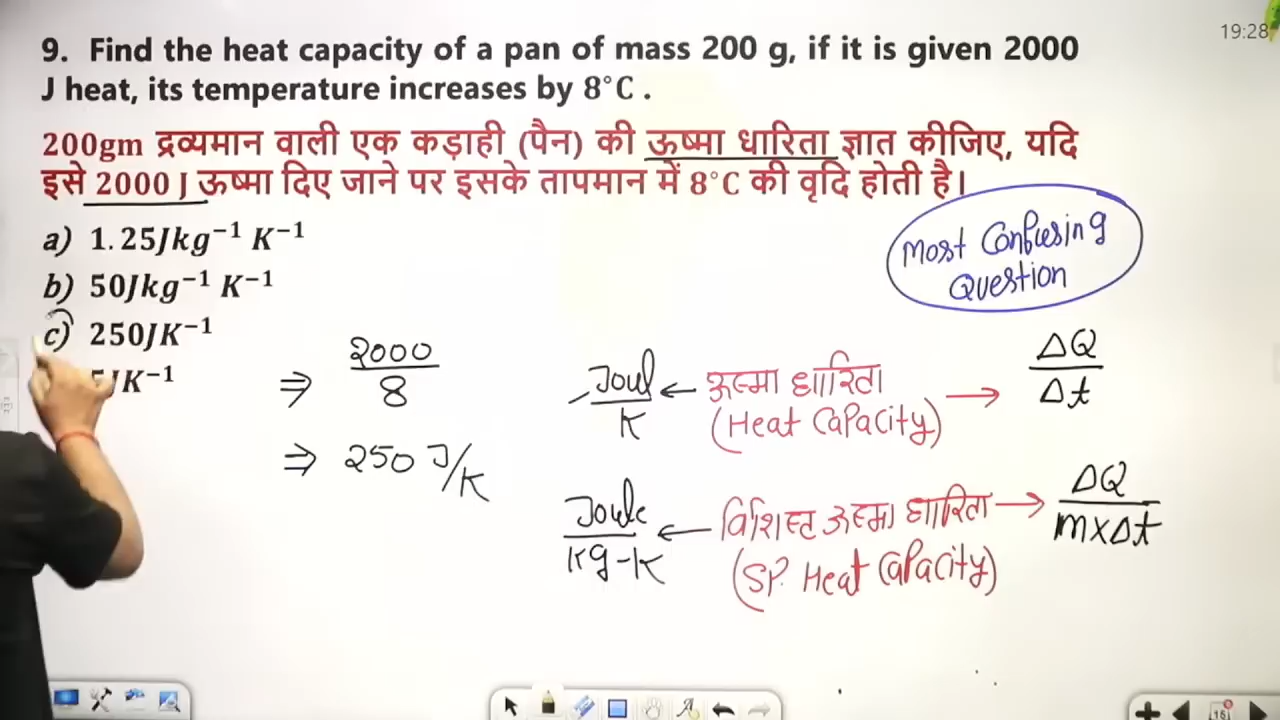 19:28
9. Find the heat capacity of a pan of mass 200 g, if it is given 2000
J heat, its temperature increases by 8°C .
200gm द्रव्यमान वाली एक कड़ाही (पैन) की ऊष्मा धारिता ज्ञात कीजिए, यदि
इसे 2000 J ऊष्मा दिए जाने पर इसके तापमान में 8°C की वृदि होती है।
a) 1.25Jkg⁻¹ K⁻¹
b) 50Jkg⁻¹ K⁻¹
c) 250JK⁻¹
5JK⁻¹
Most Confusing
Question
⇒ 2000
8
⇒ 250 J/K
Joul
K
← ऊष्मा धारिता →
(Heat Capacity)
ΔQ
Δt
Joule
kg-K
← विशिस्ट ऊष्मा धारिता →
(SP. Heat Capacity)
ΔQ
m×Δt
16